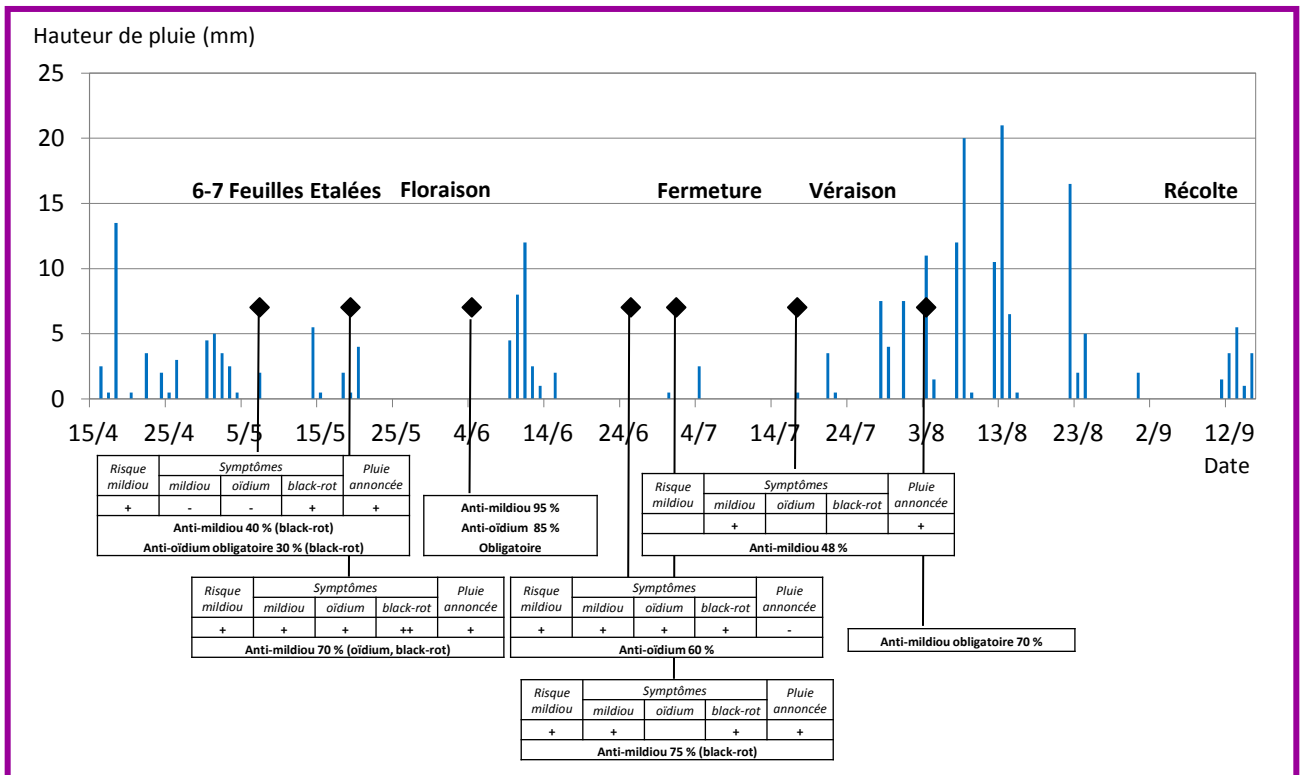 Hauteur de pluie (mm)
25
20
15
10
5
0
6-7 Feuilles Etalées Floraison Fermeture Véraison Récolte
15/4 25/4 5/5 15/5 25/5 4/6 14/6 24/6 4/7 14/7 24/7 3/8 13/8 23/8 2/9 12/9
Date
Risque mildiou
Symptômes
Pluie annoncée
mildiou oïdium black-rot
+ - - + +
Anti-mildiou 40 % (black-rot)
Anti-oïdium obligatoire 30 % (black-rot)
Anti-mildiou 95 %
Anti-oïdium 85 %
Obligatoire
Risque mildiou
Symptômes
Pluie annoncée
mildiou oïdium black-rot
+ +
Anti-mildiou 48 %
Risque mildiou
Symptômes
Pluie annoncée
mildiou oïdium black-rot
+ + + ++ +
Anti-mildiou 70 % (oïdium, black-rot)
Risque mildiou
Symptômes
Pluie annoncée
mildiou oïdium black-rot
+ + + + -
Anti-oïdium 60 %
Anti-mildiou obligatoire 70 %
Risque mildiou
Symptômes
Pluie annoncée
mildiou oïdium black-rot
+ + + +
Anti-mildiou 75 % (black-rot)